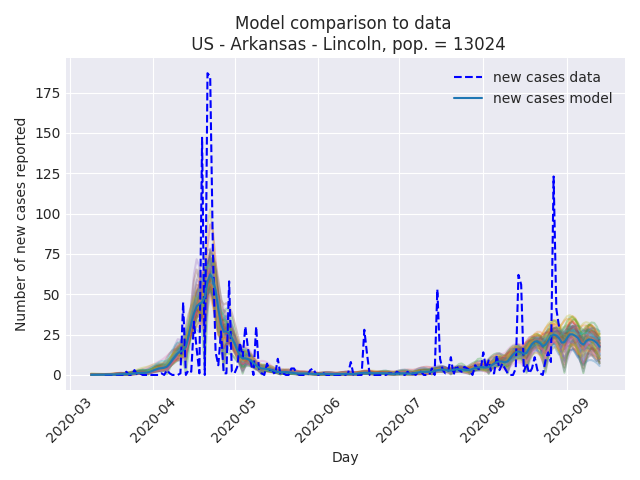 Model comparison to data
US - Arkansas - Lincoln, pop. = 13024
new cases data
new cases model
Number of new cases reported
175
150
125
100
75
50
25
0
2020-03
2020-04
2020-05
2020-06
2020-07
2020-08
2020-09
Day